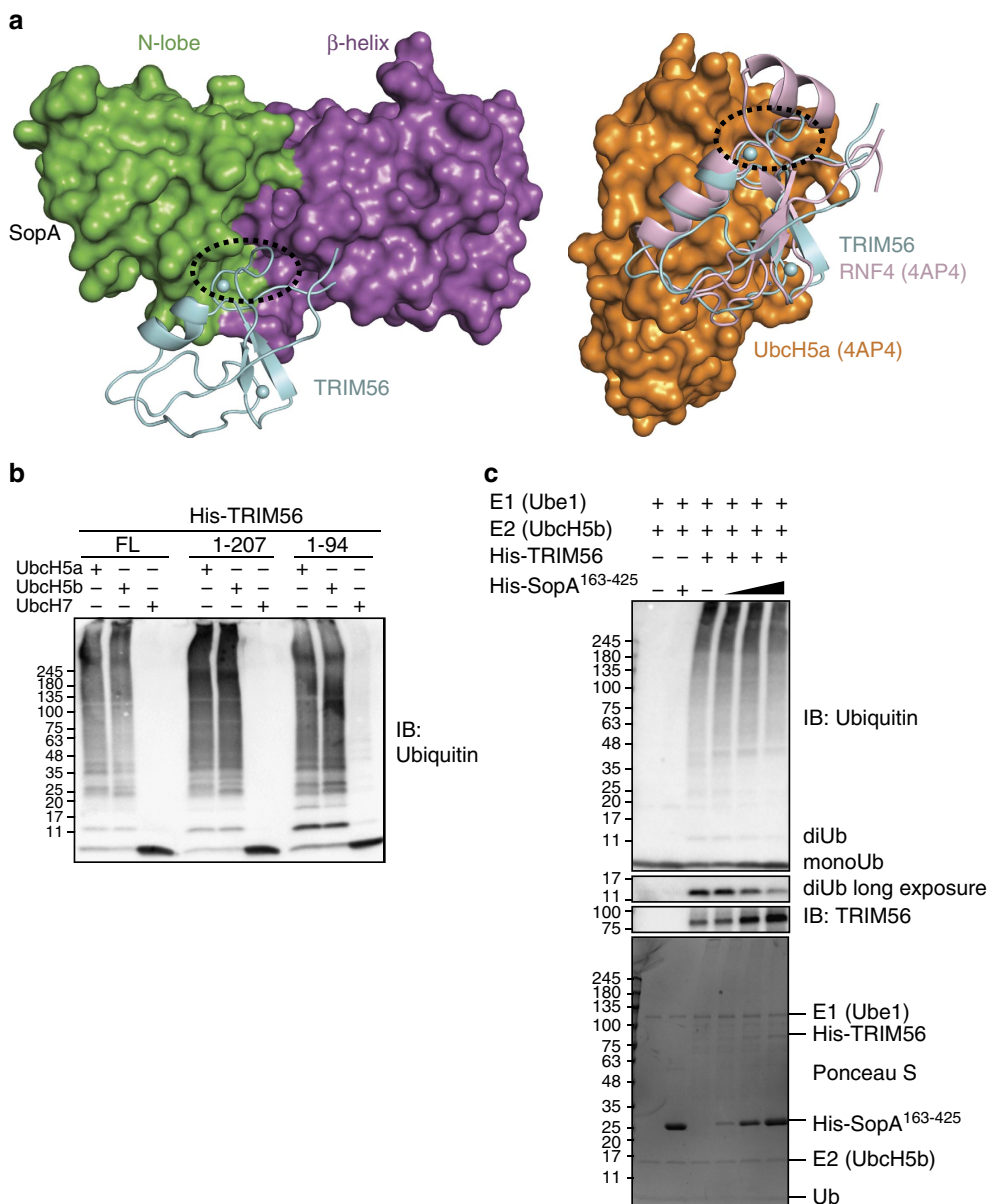 a
N-lobe
β-helix
SopA
TRIM56
TRIM56
RNF4 (4AP4)
UbcH5a (4AP4)
b
His-TRIM56
FL 1-207 1-94
UbcH5a + – – + – – + – –
UbcH5b – + – – + – – + –
UbcH7 – – + – – + – – +
245
180
135
100
75
63
48
35
25
20
17
11
IB:
Ubiquitin
c
E1 (Ube1) + + + + + +
E2 (UbcH5b) + + + + + +
His-TRIM56 – – + + + +
His-SopA163-425 – + –
245
180
135
100
75
63
48
35
25
20
17
11
IB: Ubiquitin
diUb
monoUb
17
11
diUb long exposure
100
75
IB: TRIM56
245
180
135
100
75
63
48
35
25
20
17
11
E1 (Ube1)
His-TRIM56
Ponceau S
His-SopA163-425
E2 (UbcH5b)
Ub